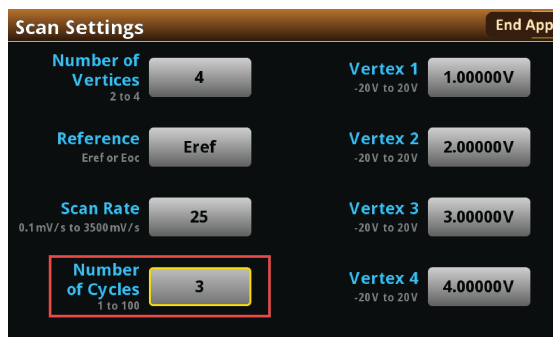 Scan Settings
End App
Number of
Vertices
2 to 4
4
Vertex 1
-20V to 20V
1.00000V
Reference
Eref or Eoc
Eref
Vertex 2
-20V to 20V
2.00000V
Scan Rate
0.1mV/s to 3500mV/s
25
Vertex 3
-20V to 20V
3.00000V
Number
of Cycles
1 to 100
3
Vertex 4
-20V to 20V
4.00000V